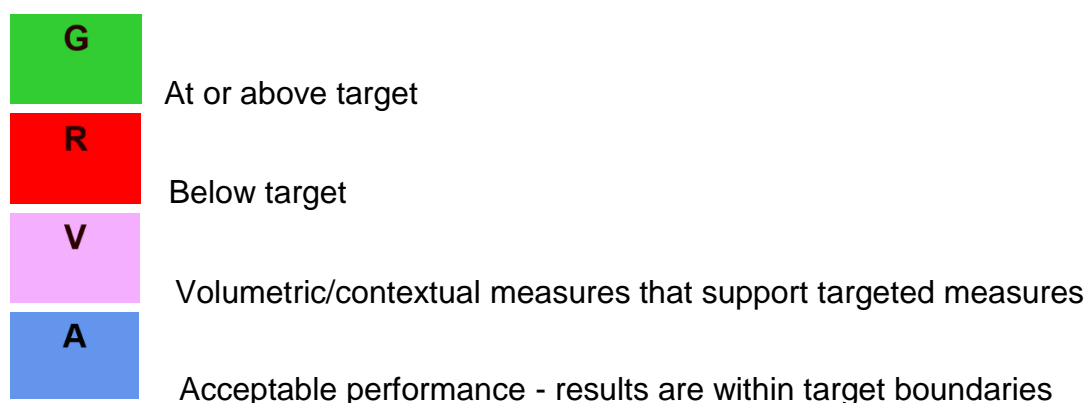 G
At or above target
R
Below target
V
Volumetric/contextual measures that support targeted measures
A
Acceptable performance - results are within target boundaries